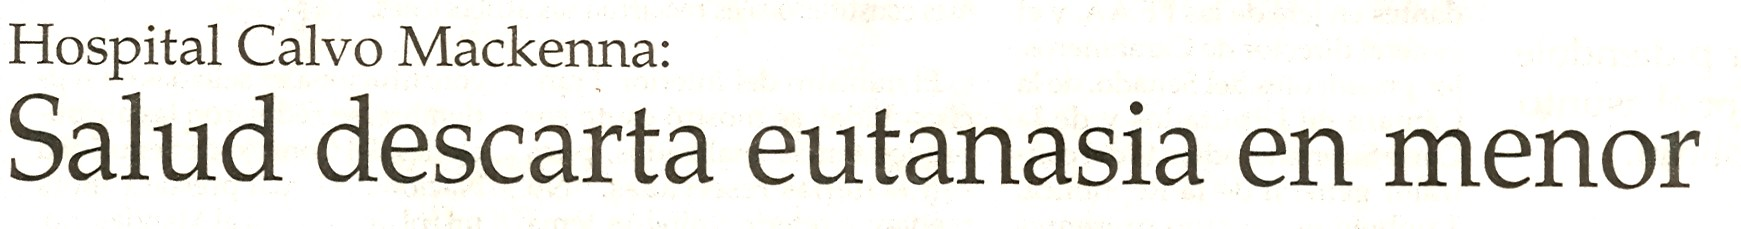 Hospital Calvo Mackenna:
Salud descarta eutanasia en menor